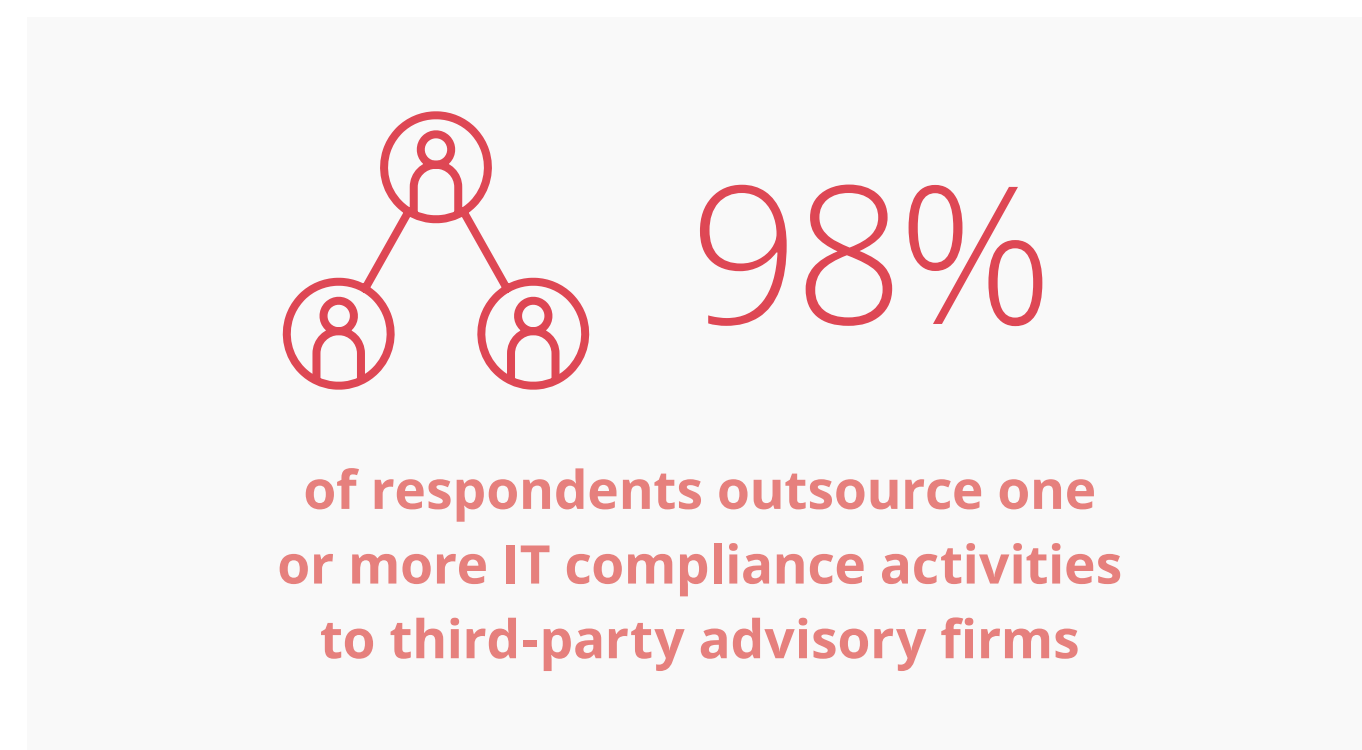 98%
of respondents outsource one
or more IT compliance activities
to third-party advisory firms